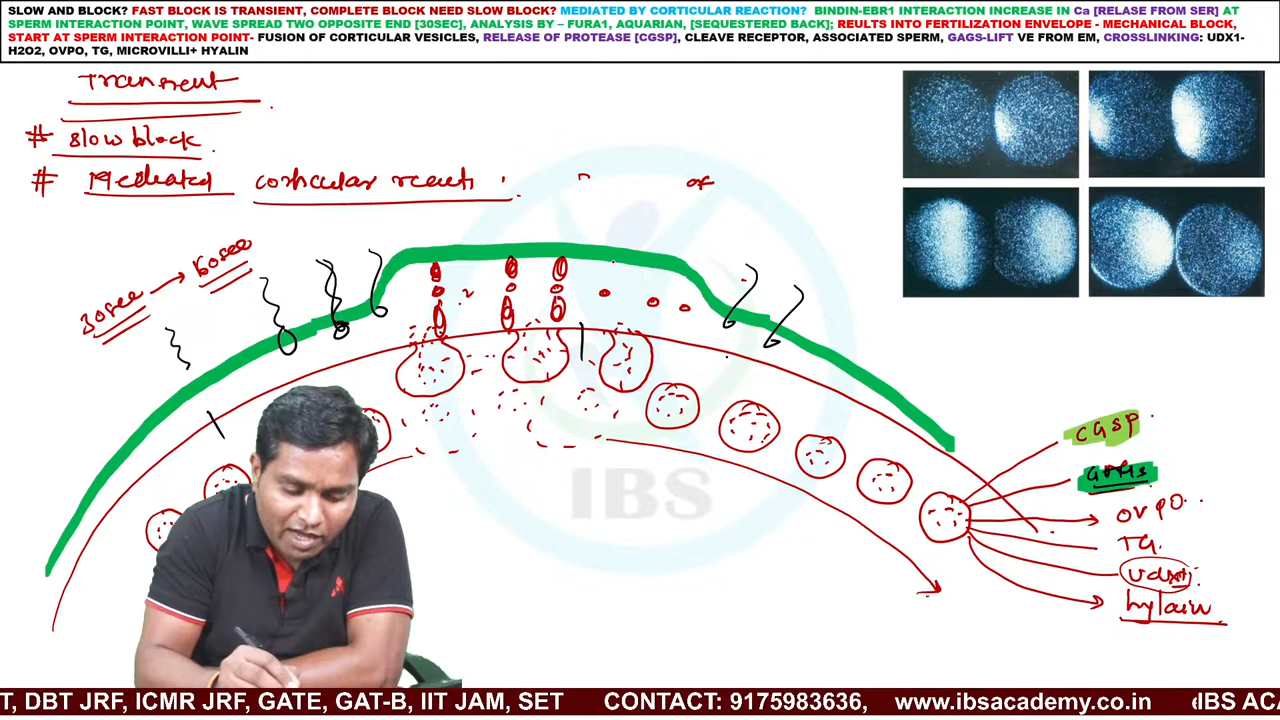 SLOW AND BLOCK? FAST BLOCK IS TRANSIENT, COMPLETE BLOCK NEED SLOW BLOCK? MEDIATED BY CORTICULAR REACTION? BINDIN-EBR1 INTERACTION INCREASE IN Ca [RELASE FROM SER] AT
SPERM INTERACTION POINT, WAVE SPREAD TWO OPPOSITE END [30SEC], ANALYSIS BY – FURA1, AQUARIAN, [SEQUESTERED BACK]; REULTS INTO FERTILIZATION ENVELOPE - MECHANICAL BLOCK,
START AT SPERM INTERACTION POINT- FUSION OF CORTICAL VESICLES, RELEASE OF PROTEASE [CGSP], CLEAVE RECEPTOR, ASSOCIATED SPERM, GAGS-LIFT VE FROM EM, CROSSLINKING: UDX1-
H2O2, OVPO, TG, MICROVILLI+ HYALIN
Transient
# slow block
# Mediated corticular reacti of
30sec → 60sec
CGSP
GAGs
OVPO
TG
Udx1
hylain
IBS
T, DBT JRF, ICMR JRF, GATE, GAT-B, IIT JAM, SET CONTACT: 9175983636, www.ibsacademy.co.in IBS ACA